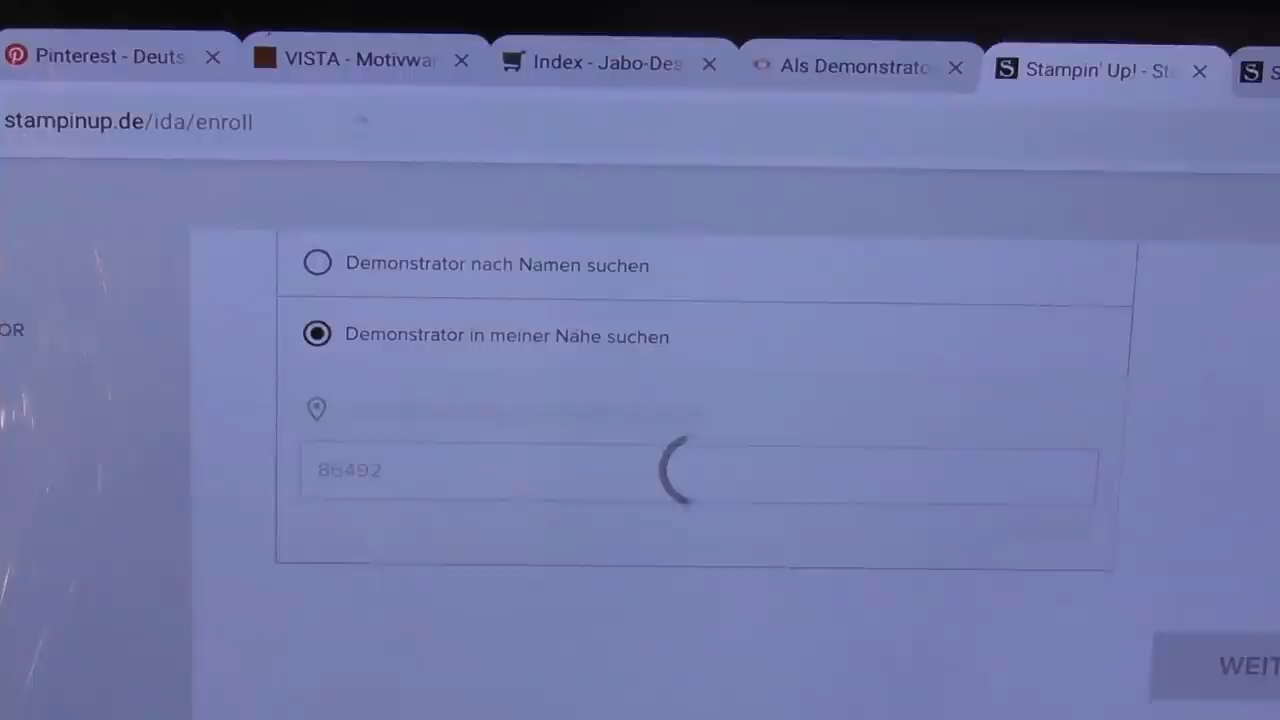 Pinterest - Deuts
VISTA - Motivwar
Index - Jabo-Des
Als Demonstrato
Stampin' Up! - St
S
stampinup.de/ida/enroll
Demonstrator nach Namen suchen
OR
Demonstrator in meiner Nähe suchen
86492
WEIT